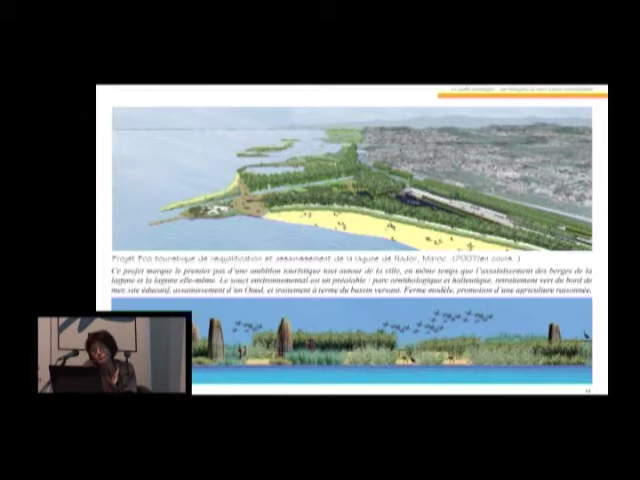 Projet Eco touristique de requalification et assainissement de la lagune de Nador, Maroc (2007/en cours..)
Ce projet marque le premier pas d'une ambition touristique tout autour de la ville, en même temps que l'assainissement des berges de la
lagune et la lagune elle-même. Le souci environnemental est un préalable : parc ornithologique et halieutique, retraitement vert du bord de
mer, site éducatif, assainissement d'un Oued, et traitement à terme du bassin versant. Ferme modèle, promotion d'une agriculture raisonnée.